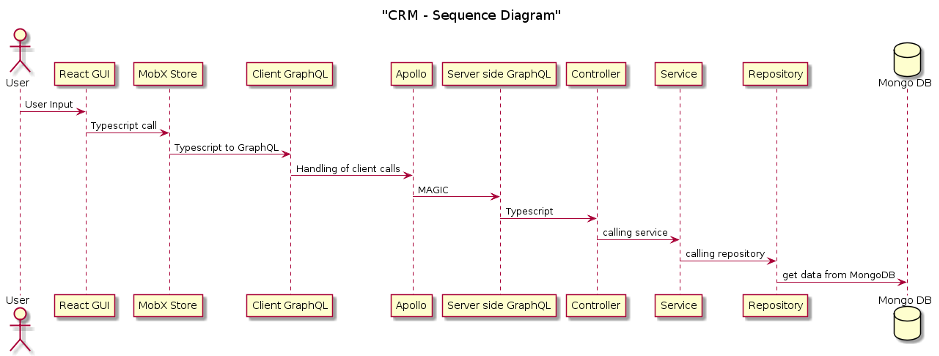 "CRM - Sequence Diagram"
User
React GUI
MobX Store
Client GraphQL
Apollo
Server side GraphQL
Controller
Service
Repository
Mongo DB
User Input
Typescript call
Typescript to GraphQL
Handling of client calls
MAGIC
Typescript
calling service
calling repository
get data from MongoDB
User
React GUI
MobX Store
Client GraphQL
Apollo
Server side GraphQL
Controller
Service
Repository
Mongo DB